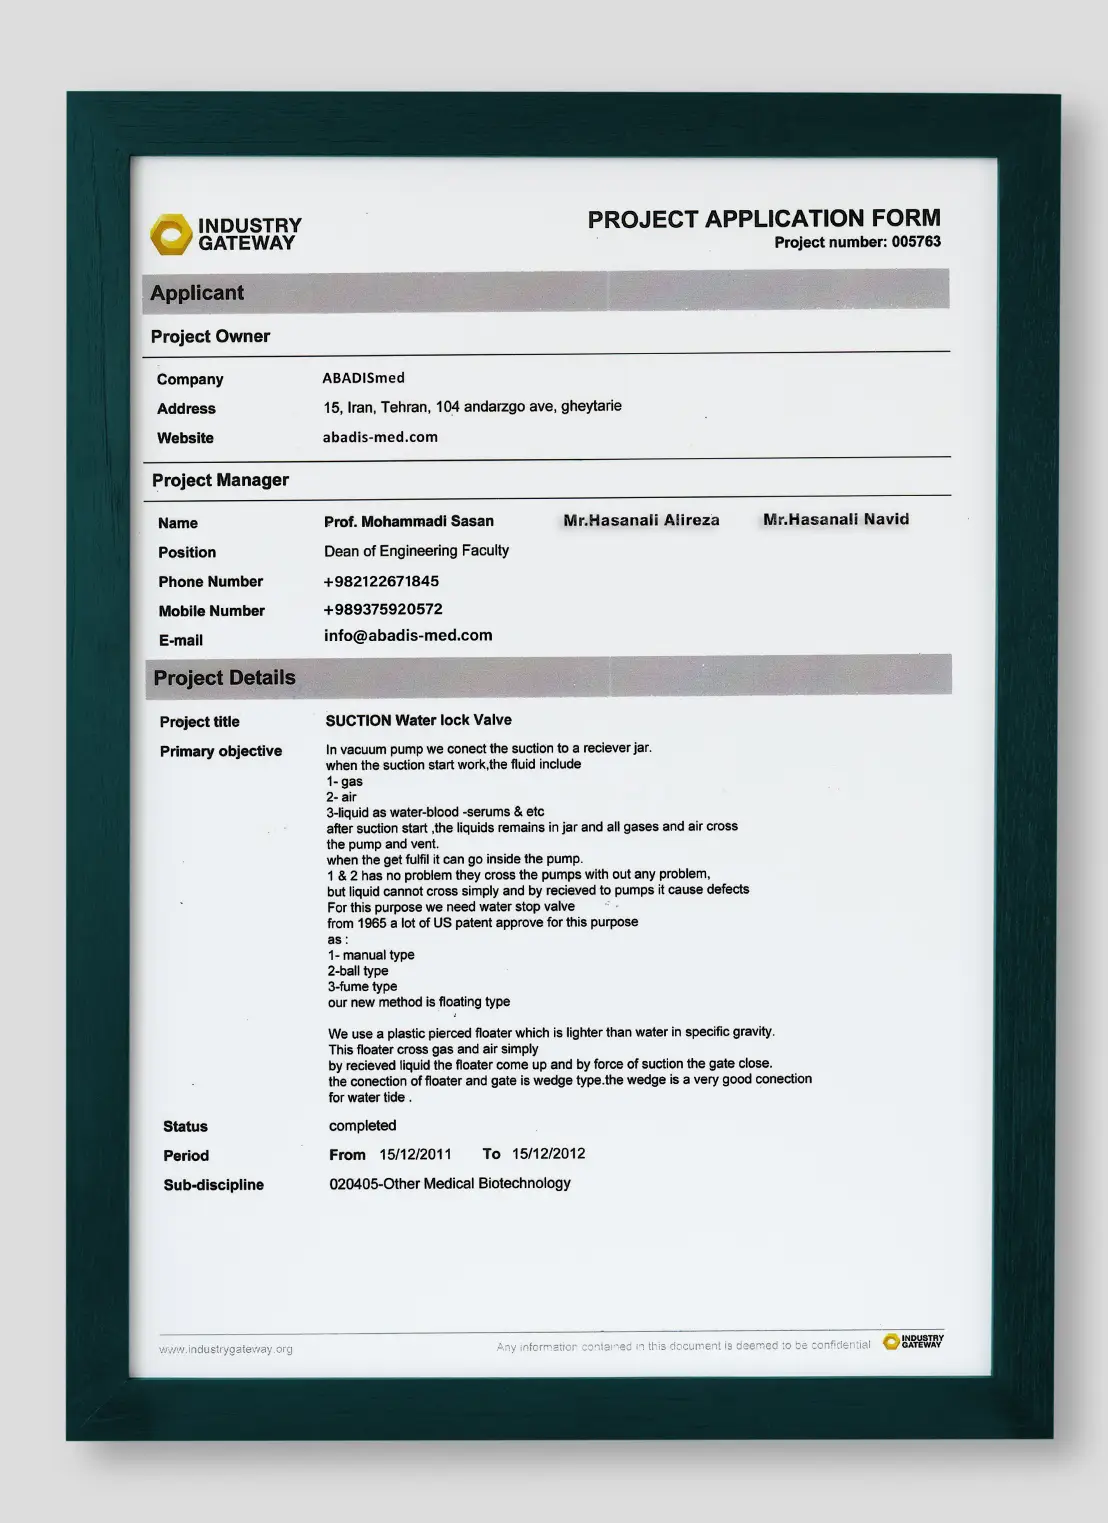 INDUSTRY
GATEWAY
PROJECT APPLICATION FORM
Project number: 005763
Applicant
Project Owner
Company ABADISmed
Address 15, Iran, Tehran, 104 andarzgo ave, gheytarie
Website abadis-med.com
Project Manager
Name Prof. Mohammadi Sasan Mr.Hasanali Alireza Mr.Hasanali Navid
Position Dean of Engineering Faculty
Phone Number +982122671845
Mobile Number +989375920572
E-mail info@abadis-med.com
Project Details
Project title SUCTION Water lock Valve
Primary objective In vacuum pump we conect the suction to a reciever jar.
when the suction start work,the fluid include
1- gas
2- air
3-liquid as water-blood -serums & etc
after suction start ,the liquids remains in jar and all gases and air cross
the pump and vent.
when the get fulfil it can go inside the pump.
1 & 2 has no problem they cross the pumps with out any problem,
but liquid cannot cross simply and by recieved to pumps it cause defects
For this purpose we need water stop valve
from 1965 a lot of US patent approve for this purpose
as :
1- manual type
2-ball type
3-fume type
our new method is floating type
We use a plastic pierced floater which is lighter than water in specific gravity.
This floater cross gas and air simply
by recieved liquid the floater come up and by force of suction the gate close.
the conection of floater and gate is wedge type.the wedge is a very good conection
for water tide .
Status completed
Period From 15/12/2011 To 15/12/2012
Sub-discipline 020405-Other Medical Biotechnology
www.industrygateway.org
Any information contained in this document is deemed to be confidential
INDUSTRY
GATEWAY